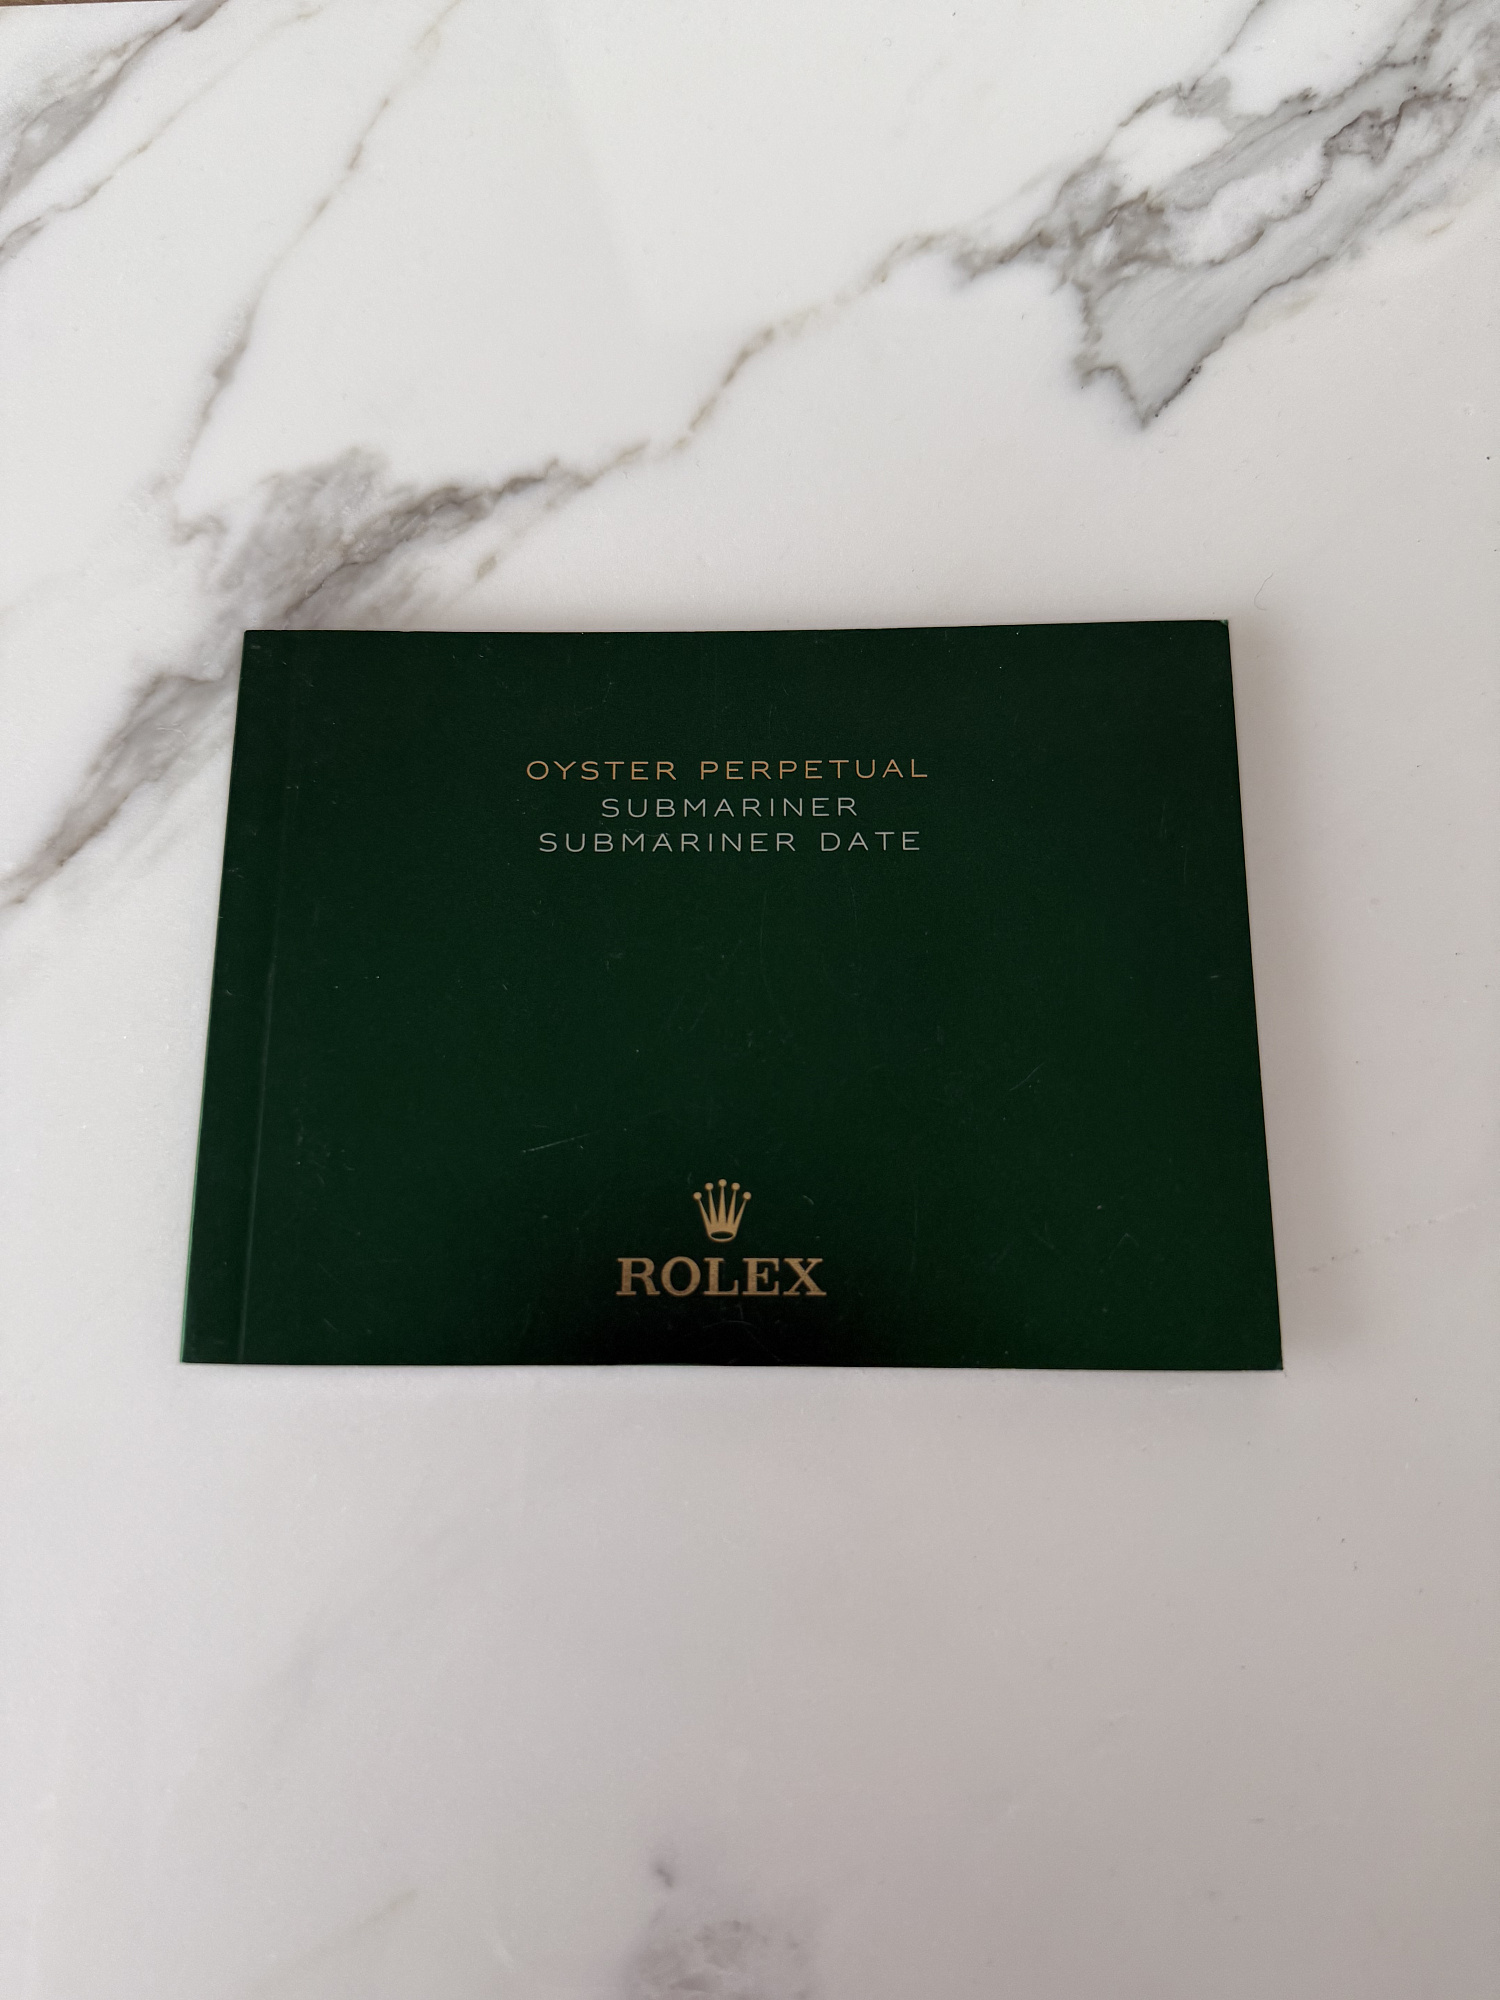 OYSTER PERPETUAL
SUBMARINER
SUBMARINER DATE
ROLEX